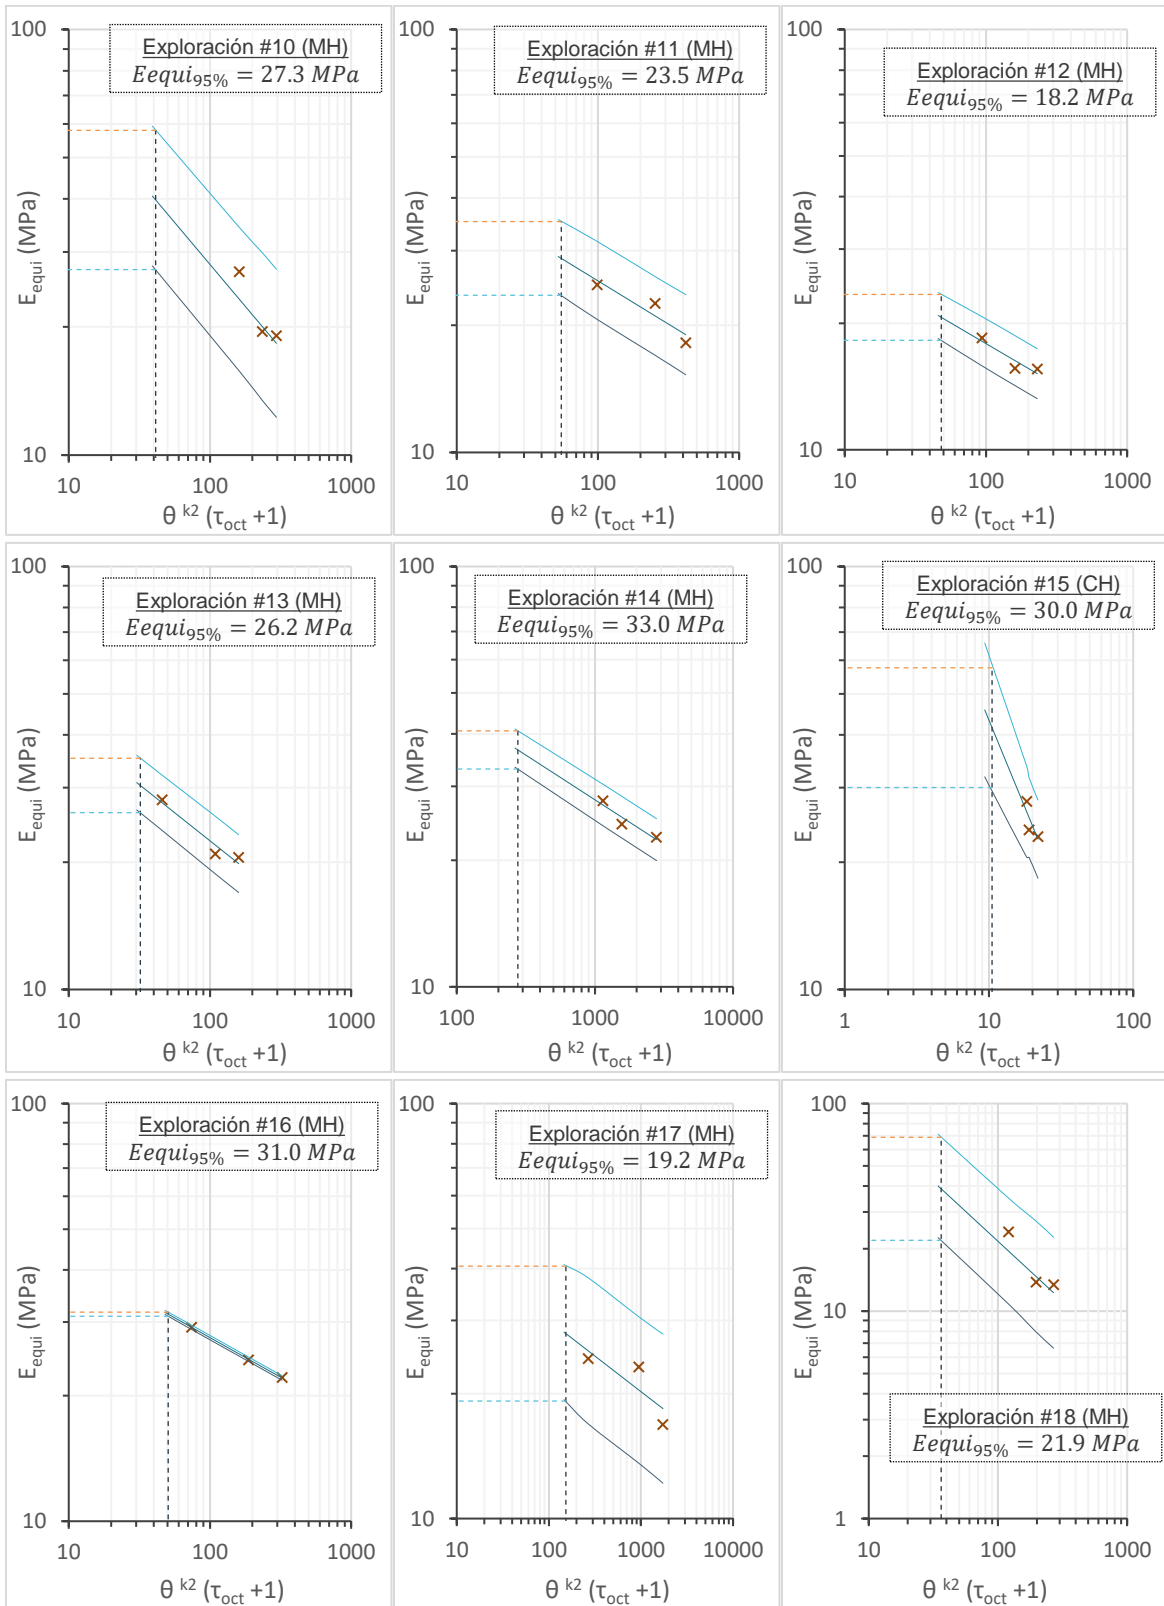 100
Exploración #10 (MH)
Eequi95% = 27.3 MPa
Eequi (MPa)
10
10 100 1000
θ k2 (τoct +1)
100
Exploración #11 (MH)
Eequi95% = 23.5 MPa
Eequi (MPa)
10
10 100 1000
θ k2 (τoct +1)
100
Exploración #12 (MH)
Eequi95% = 18.2 MPa
Eequi (MPa)
10
10 100 1000
θ k2 (τoct +1)
100
Exploración #13 (MH)
Eequi95% = 26.2 MPa
Eequi (MPa)
10
10 100 1000
θ k2 (τoct +1)
100
Exploración #14 (MH)
Eequi95% = 33.0 MPa
Eequi (MPa)
10
100 1000 10000
θ k2 (τoct +1)
100
Exploración #15 (CH)
Eequi95% = 30.0 MPa
Eequi (MPa)
10
1 10 100
θ k2 (τoct +1)
100
Exploración #16 (MH)
Eequi95% = 31.0 MPa
Eequi (MPa)
10
10 100 1000
θ k2 (τoct +1)
100
Exploración #17 (MH)
Eequi95% = 19.2 MPa
Eequi (MPa)
10
10 100 1000 10000
θ k2 (τoct +1)
100
Eequi (MPa)
10
Exploración #18 (MH)
Eequi95% = 21.9 MPa
1
10 100 1000
θ k2 (τoct +1)